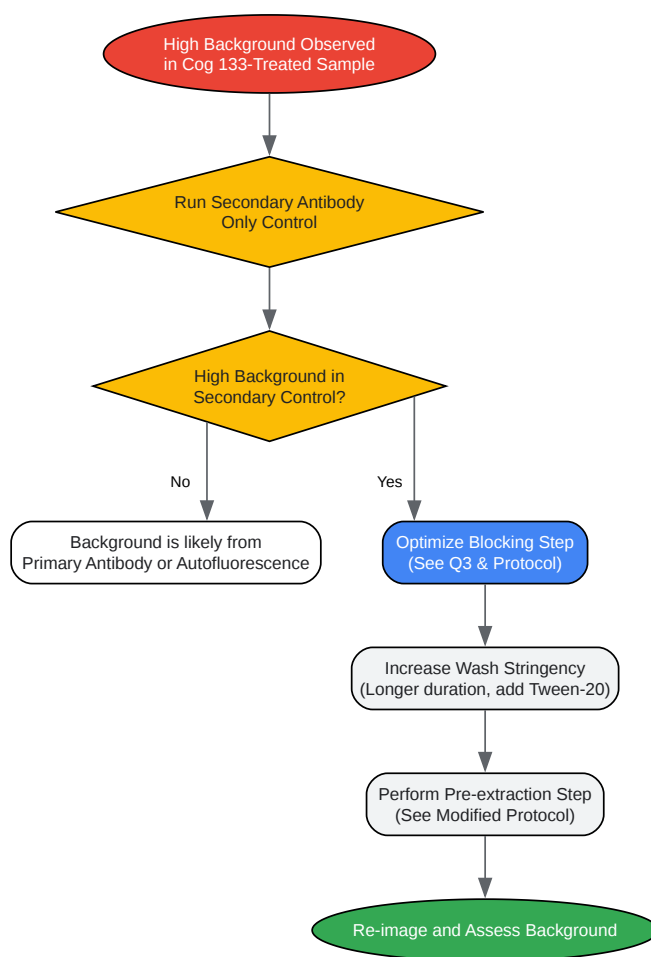 High Background Observed
in Cog 133-Treated Sample
Run Secondary Antibody
Only Control
High Background in
Secondary Control?
No
Yes
Background is likely from
Primary Antibody or Autofluorescence
Optimize Blocking Step
(See Q3 & Protocol)
Increase Wash Stringency
(Longer duration, add Tween-20)
Perform Pre-extraction Step
(See Modified Protocol)
Re-image and Assess Background